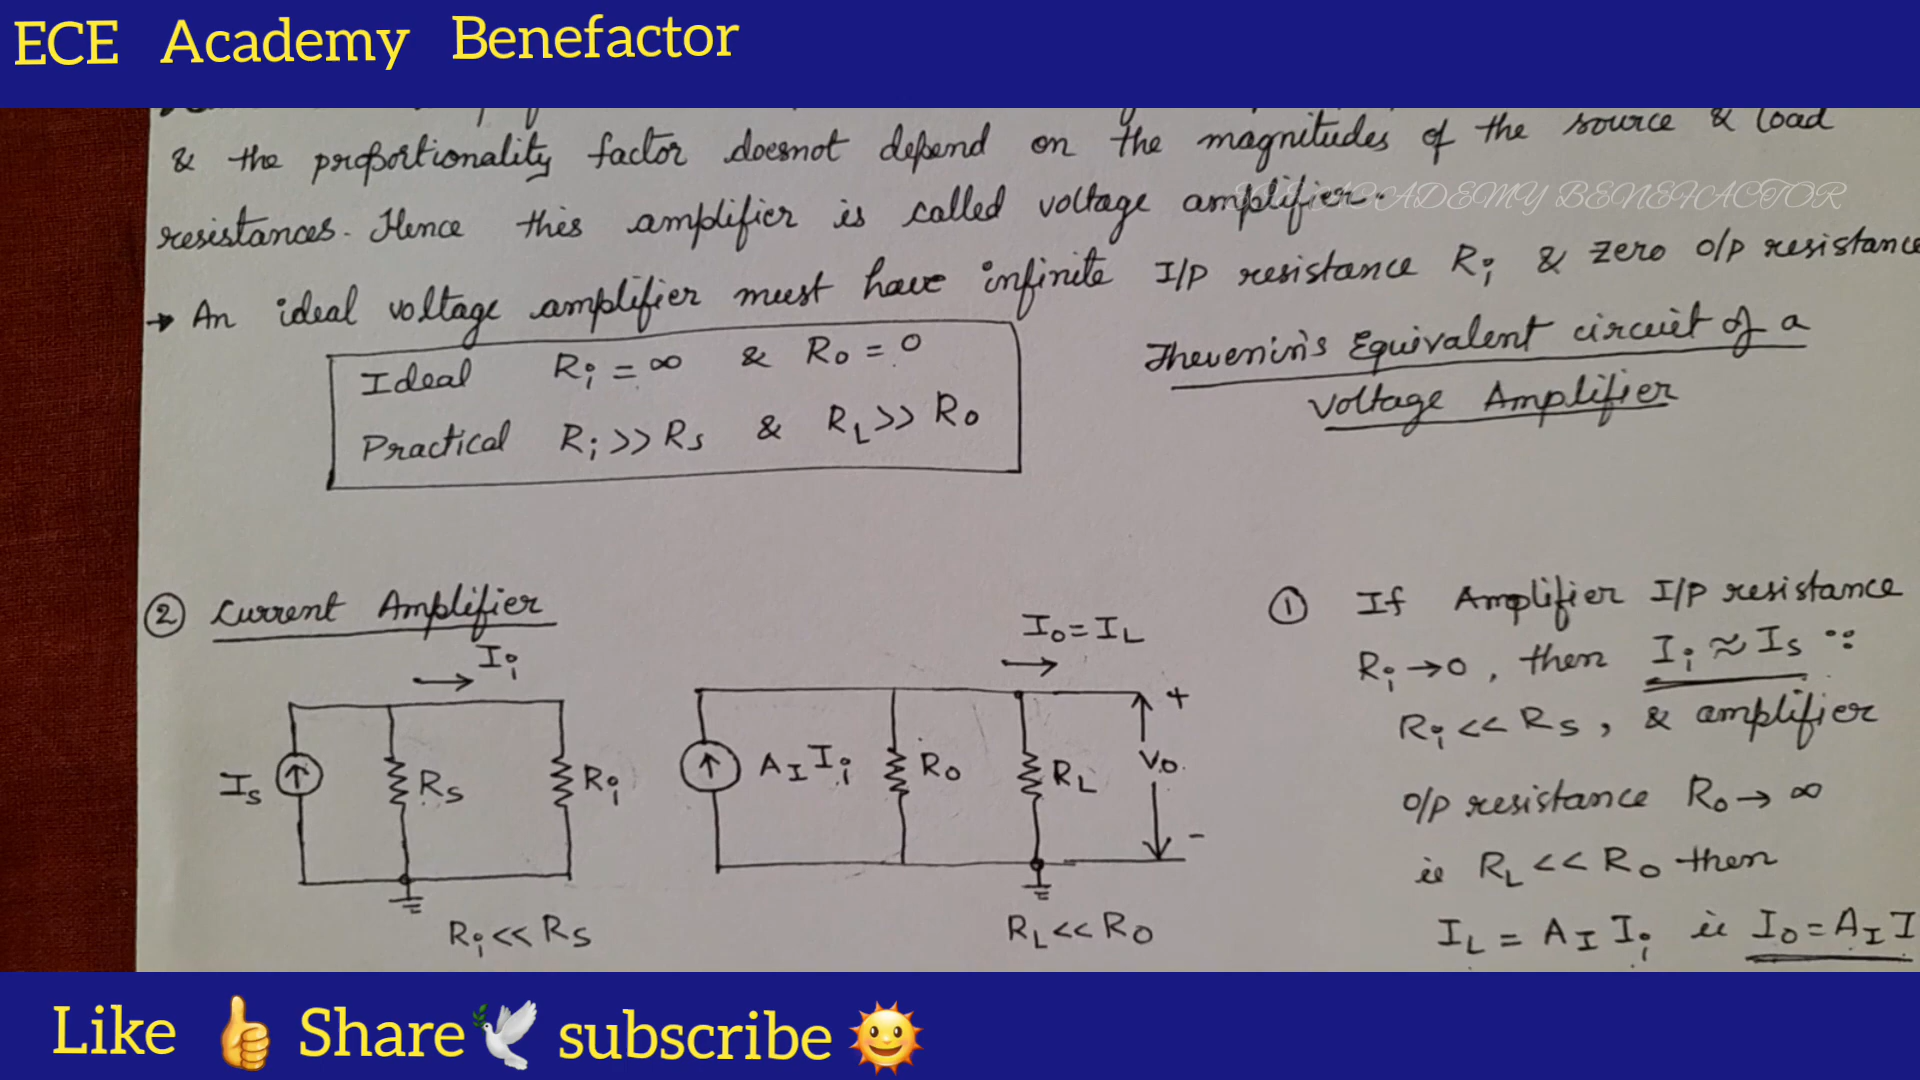 ECE Academy Benefactor
& the proportionality factor doesnot depend on the magnitudes of the source & load
resistances. Hence this amplifier is called voltage amplifier.
ACADEMY BENEFACTOR
→ An ideal voltage amplifier must have infinite I/p resistance Ri & zero o/p resistance
Ideal Ri = ∞ & Ro = 0
Practical Ri >> Rs & RL >> Ro
Thevenin's Equivalent circuit of a
Voltage Amplifier
② Current Amplifier
Ii
Is
Rs
Ri
Ri << Rs
Io = IL
AI Ii
Ro
RL
+
Vo
-
RL << Ro
① If Amplifier I/p resistance
Ri → 0, then Ii ≈ Is ∵
Ri << Rs, & amplifier
o/p resistance Ro → ∞
ie RL << Ro then
IL = AI Ii ie Io = AI I
Like 👍 Share 🕊 subscribe 🌞